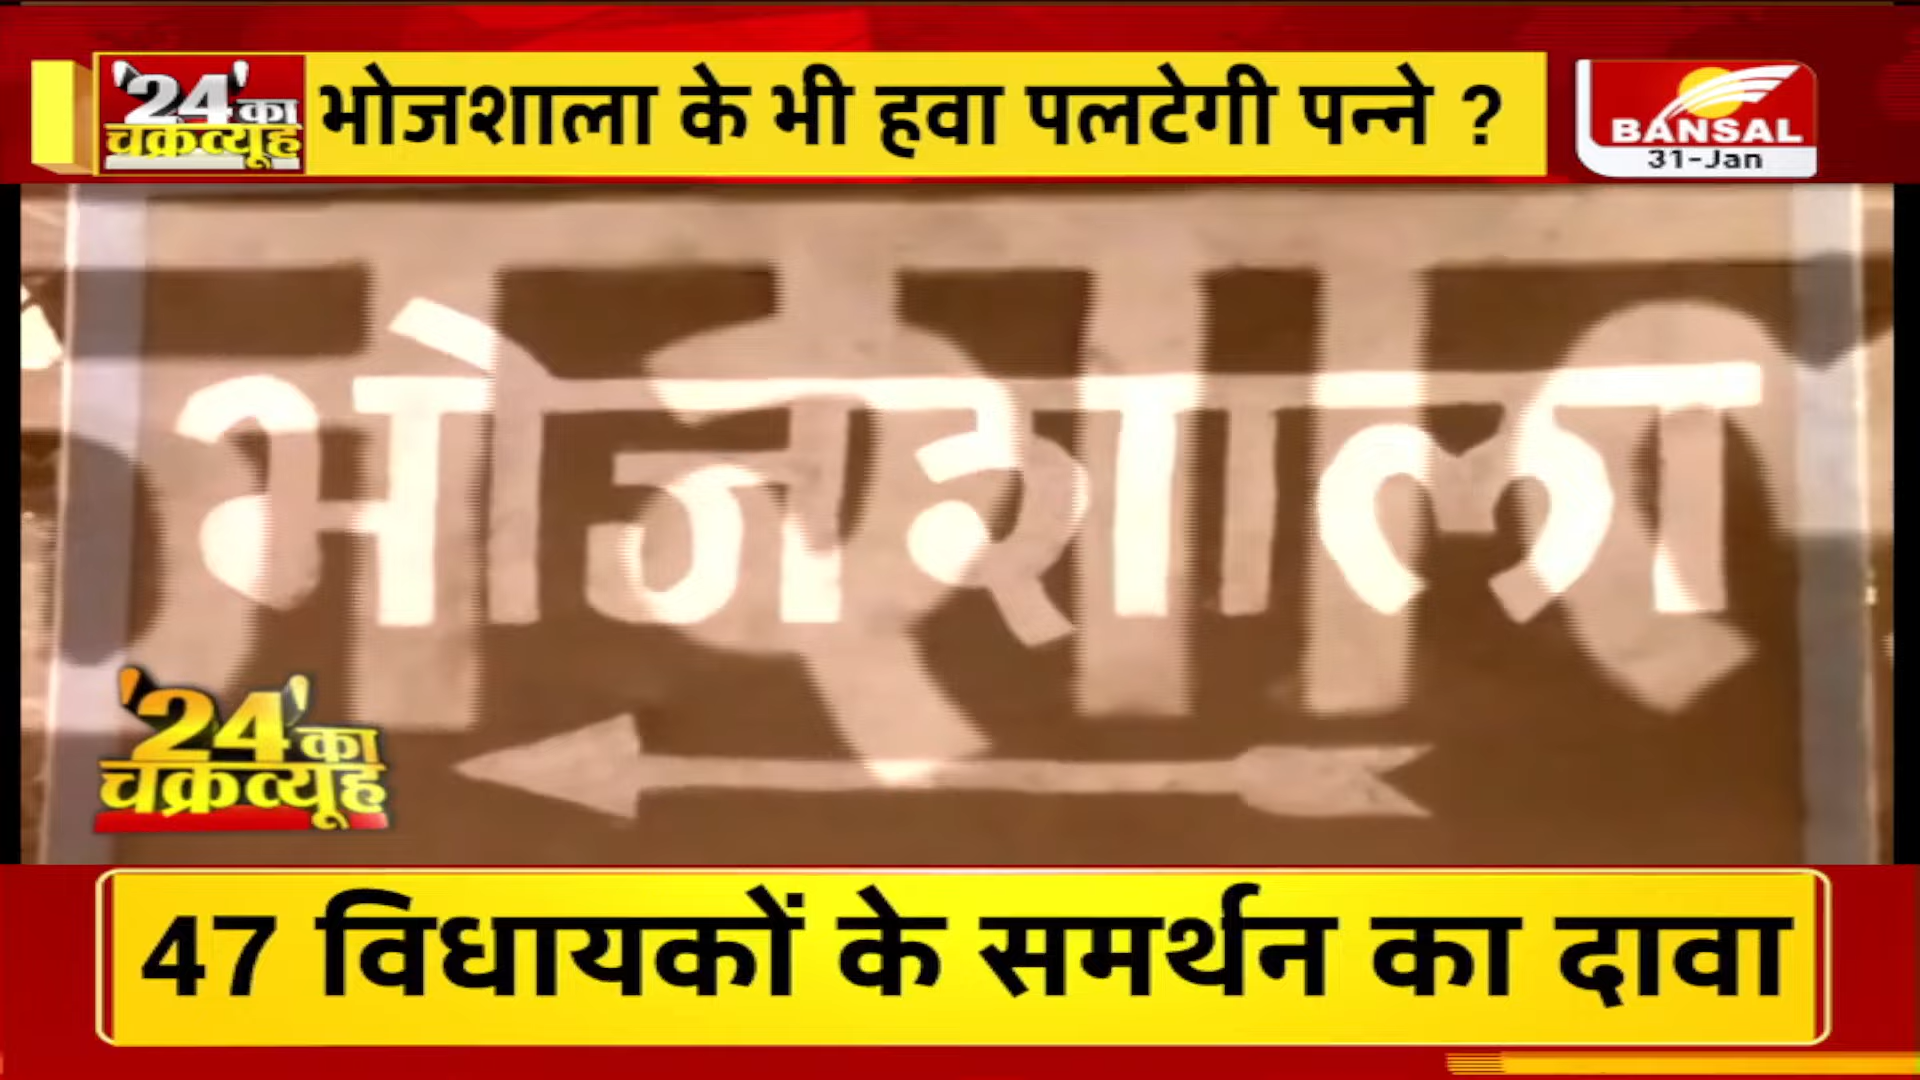 '24' का
चक्रव्यूह
भोजशाला के भी हवा पलटेगी पन्ने ?
BANSAL
31-Jan
भोजशाला
'24' का
चक्रव्यूह
47 विधायकों के समर्थन का दावा